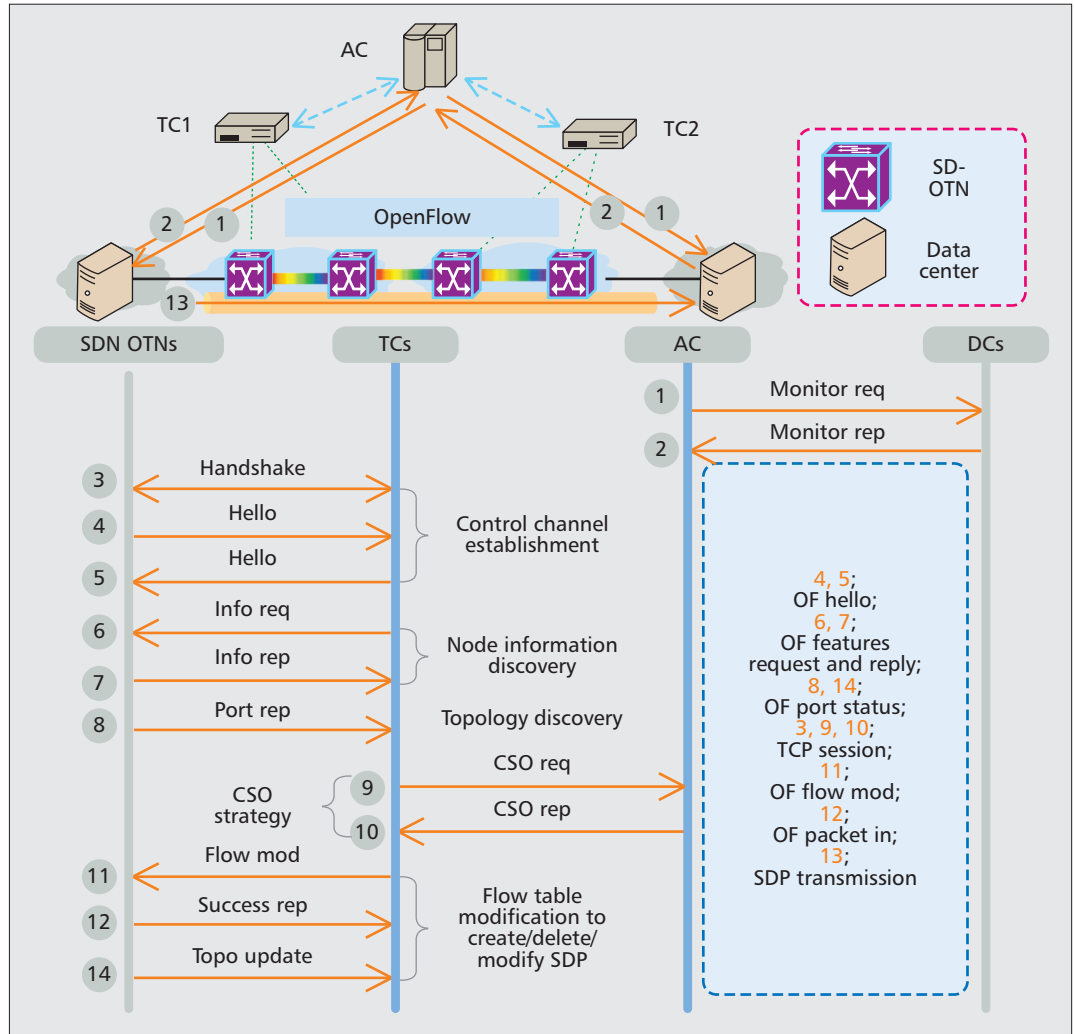 AC
TC1
TC2
SD-
OTN
OpenFlow
2
1
2
1
Data
center
13
SDN OTNs
TCs
AC
DCs
1
Monitor req
2
Monitor rep
3
Handshake
4
Hello
Control channel
establishment
5
Hello
6
Info req
Node information
discovery
7
Info rep
8
Port rep
Topology discovery
9
CSO req
CSO
strategy
10
CSO rep
11
Flow mod
12
Success rep
Flow table
modification to
create/delete/
modify SDP
14
Topo update
4, 5;
OF hello;
6, 7;
OF features
request and reply;
8, 14;
OF port status;
3, 9, 10;
TCP session;
11;
OF flow mod;
12;
OF packet in;
13;
SDP transmission